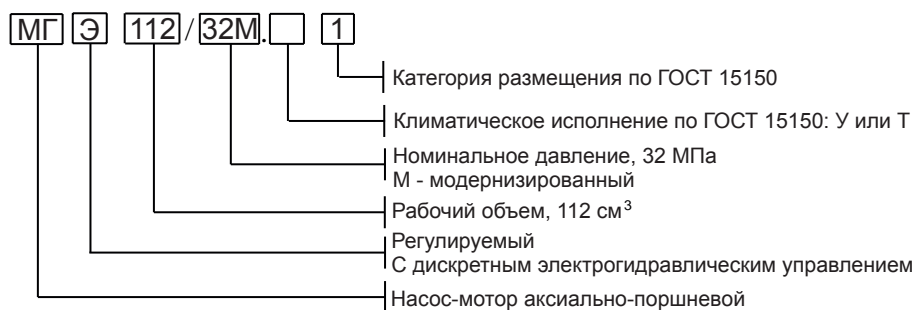 МГ Э 112 / 32М. 1
Категория размещения по ГОСТ 15150
Климатическое исполнение по ГОСТ 15150: У или Т
Номинальное давление, 32 МПа
М - модернизированный
Рабочий объем, 112 см³
Регулируемый
С дискретным электрогидравлическим управлением
Насос-мотор аксиально-поршневой